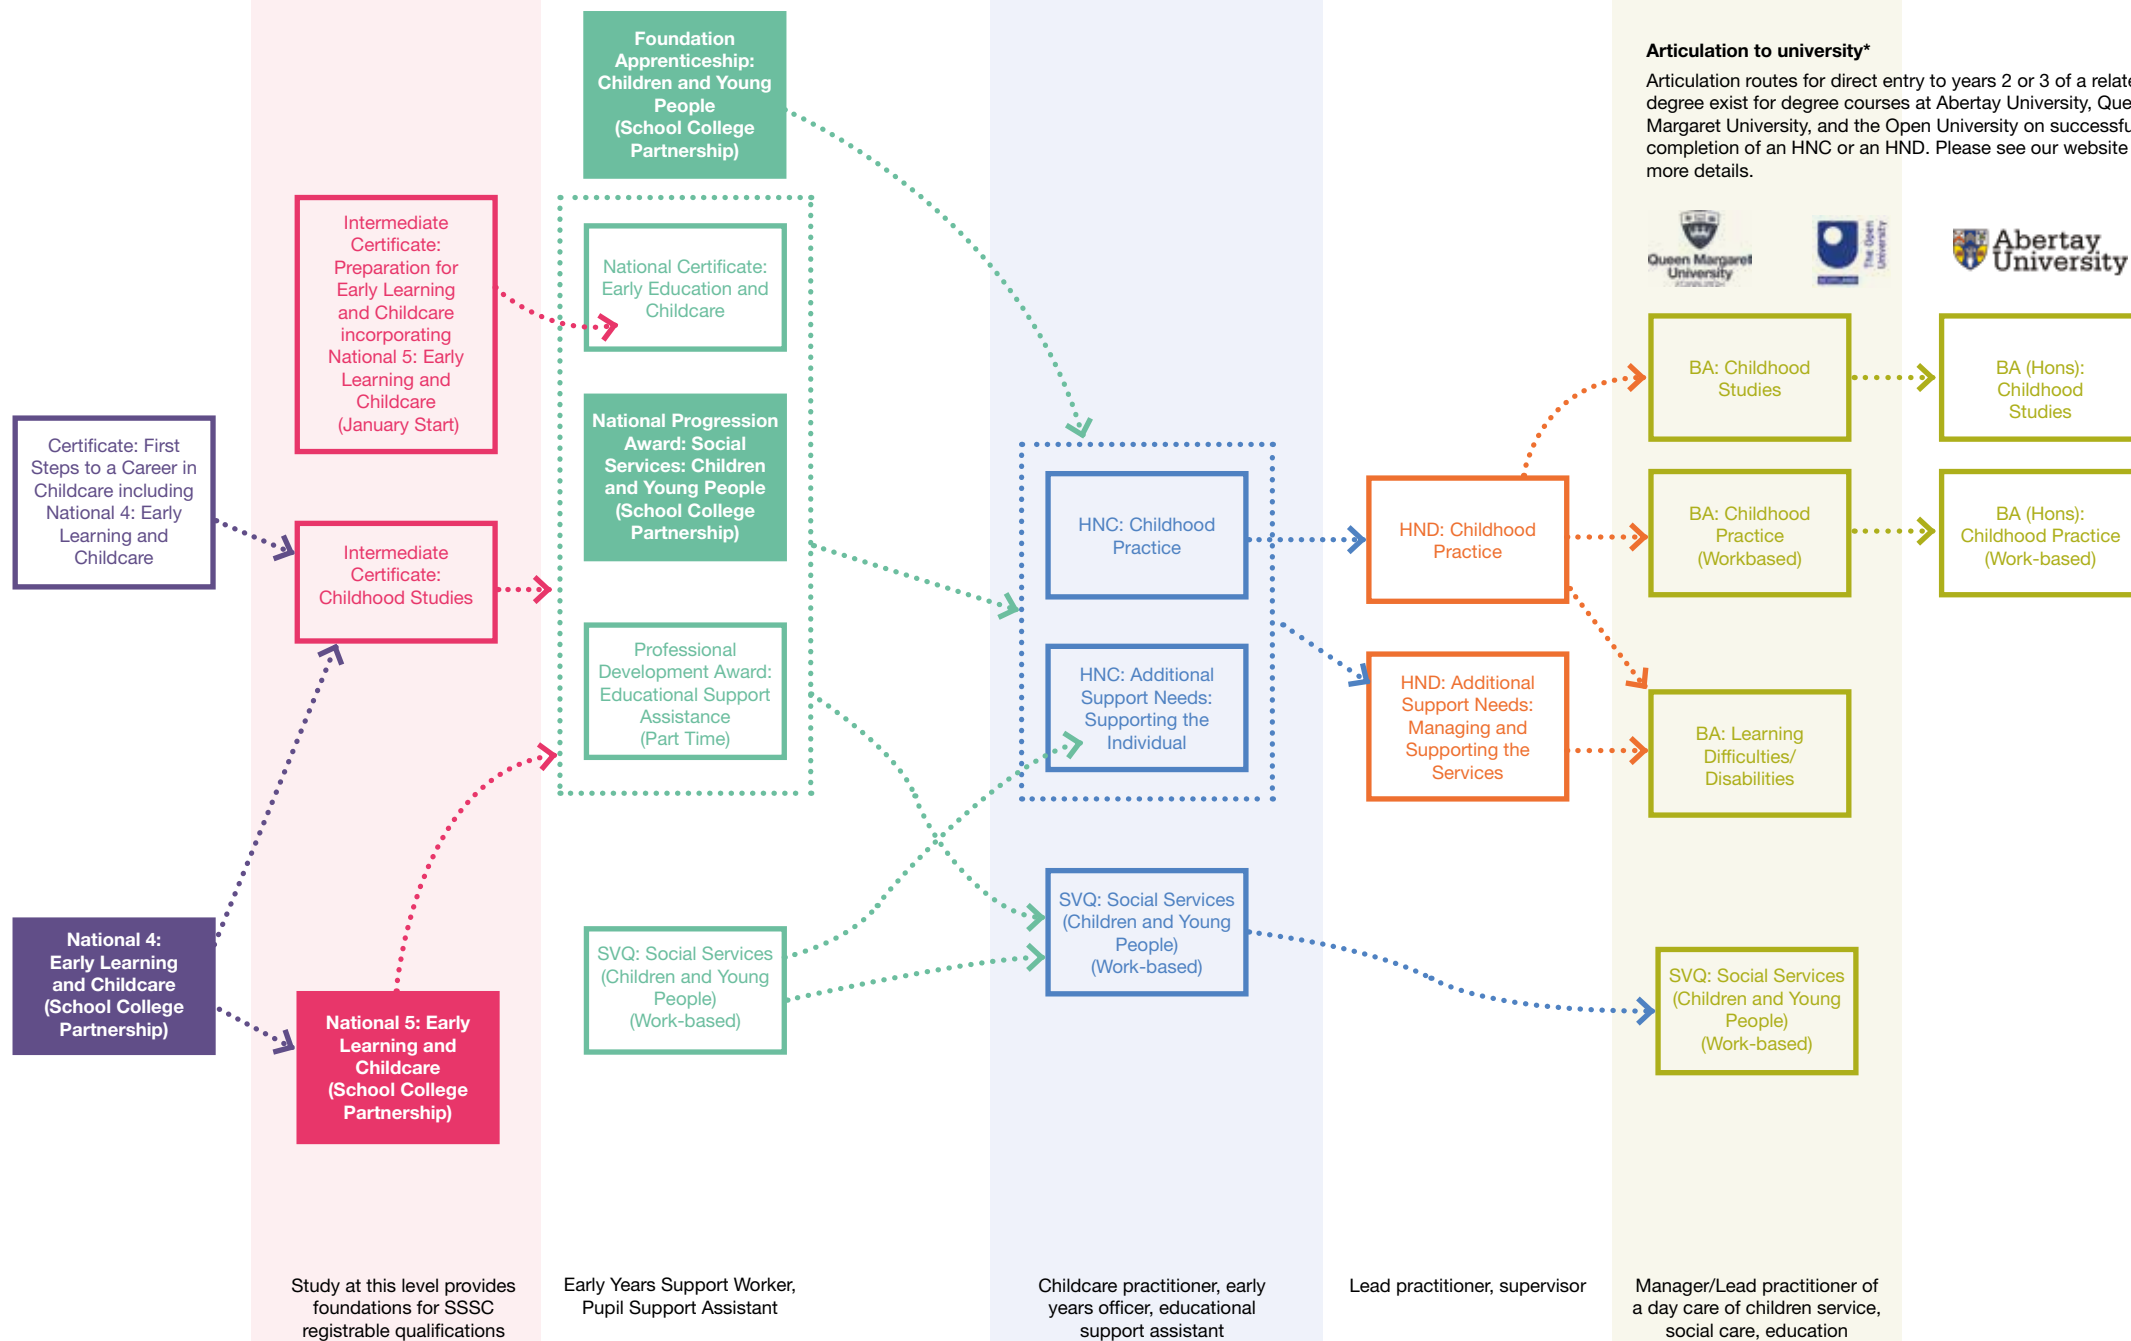 Certificate: First
Steps to a Career in
Childcare including
National 4: Early
Learning and
Childcare
National 4:
Early Learning
and Childcare
(School College
Partnership)
Intermediate
Certificate:
Preparation for
Early Learning
and Childcare
incorporating
National 5: Early
Learning and
Childcare
(January Start)
Intermediate
Certificate:
Childhood Studies
National 5: Early
Learning and
Childcare
(School College
Partnership)
Study at this level provides
foundations for SSSC
registrable qualifications
Foundation
Apprenticeship:
Children and Young
People
(School College
Partnership)
National Certificate:
Early Education and
Childcare
National Progression
Award: Social
Services: Children
and Young People
(School College
Partnership)
Professional
Development Award:
Educational Support
Assistance
(Part Time)
SVQ: Social Services
(Children and Young
People)
(Work-based)
Early Years Support Worker,
Pupil Support Assistant
HNC: Childhood
Practice
HNC: Additional
Support Needs:
Supporting the
Individual
SVQ: Social Services
(Children and Young
People)
(Work-based)
Childcare practitioner, early
years officer, educational
support assistant
HND: Childhood
Practice
HND: Additional
Support Needs:
Managing and
Supporting the
Services
Lead practitioner, supervisor
Articulation to university*
Articulation routes for direct entry to years 2 or 3 of a relate
degree exist for degree courses at Abertay University, Que
Margaret University, and the Open University on successfu
completion of an HNC or an HND. Please see our website
more details.
Queen Margaret
University
The Open
University
Abertay
University
BA: Childhood
Studies
BA: Childhood
Practice
(Workbased)
BA: Learning
Difficulties/
Disabilities
SVQ: Social Services
(Children and Young
People)
(Work-based)
Manager/Lead practitioner of
a day care of children service,
social care, education
BA (Hons):
Childhood
Studies
BA (Hons):
Childhood Practice
(Work-based)